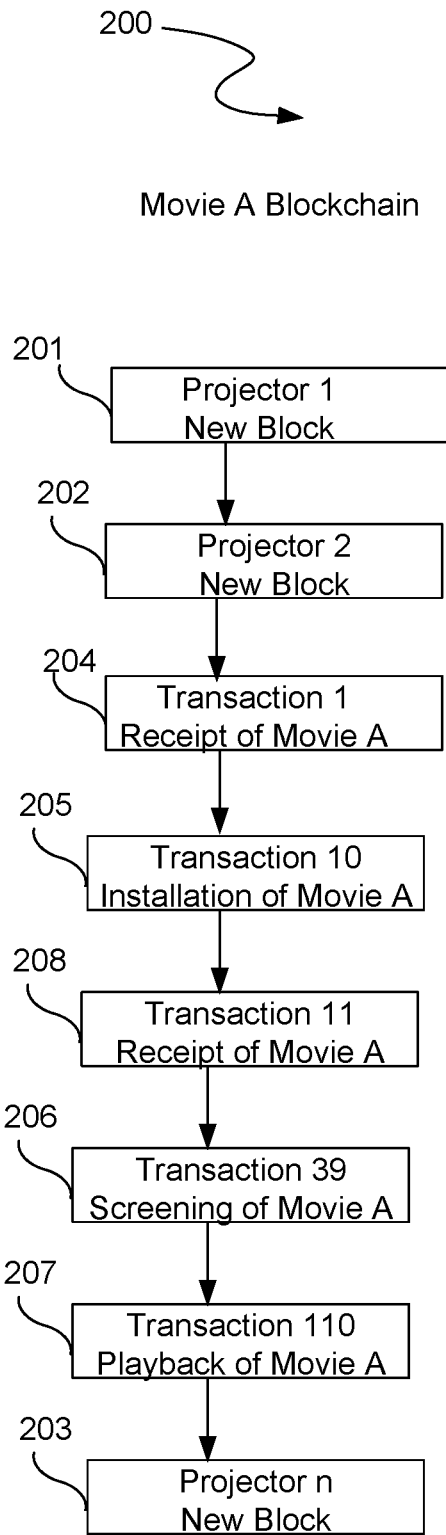 200
Movie A Blockchain
201
Projector 1
New Block
202
Projector 2
New Block
204
Transaction 1
Receipt of Movie A
205
Transaction 10
Installation of Movie A
208
Transaction 11
Receipt of Movie A
206
Transaction 39
Screening of Movie A
207
Transaction 110
Playback of Movie A
203
Projector n
New Block